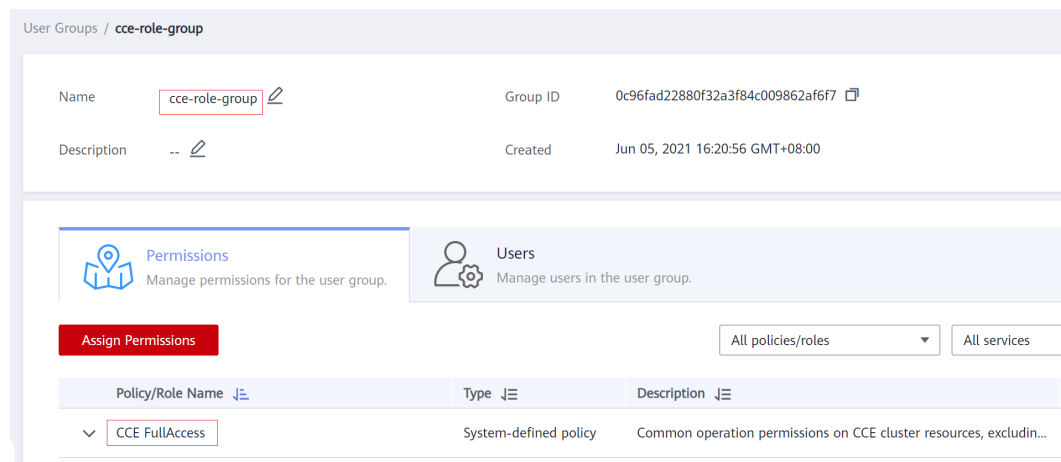 User Groups / cce-role-group
Name cce-role-group Group ID 0c96fad22880f32a3f84c009862af6f7
Description -- Created Jun 05, 2021 16:20:56 GMT+08:00
Permissions Users
Manage permissions for the user group. Manage users in the user group.
Assign Permissions All policies/roles All services
Policy/Role Name Type Description
CCE FullAccess System-defined policy Common operation permissions on CCE cluster resources, excludin...